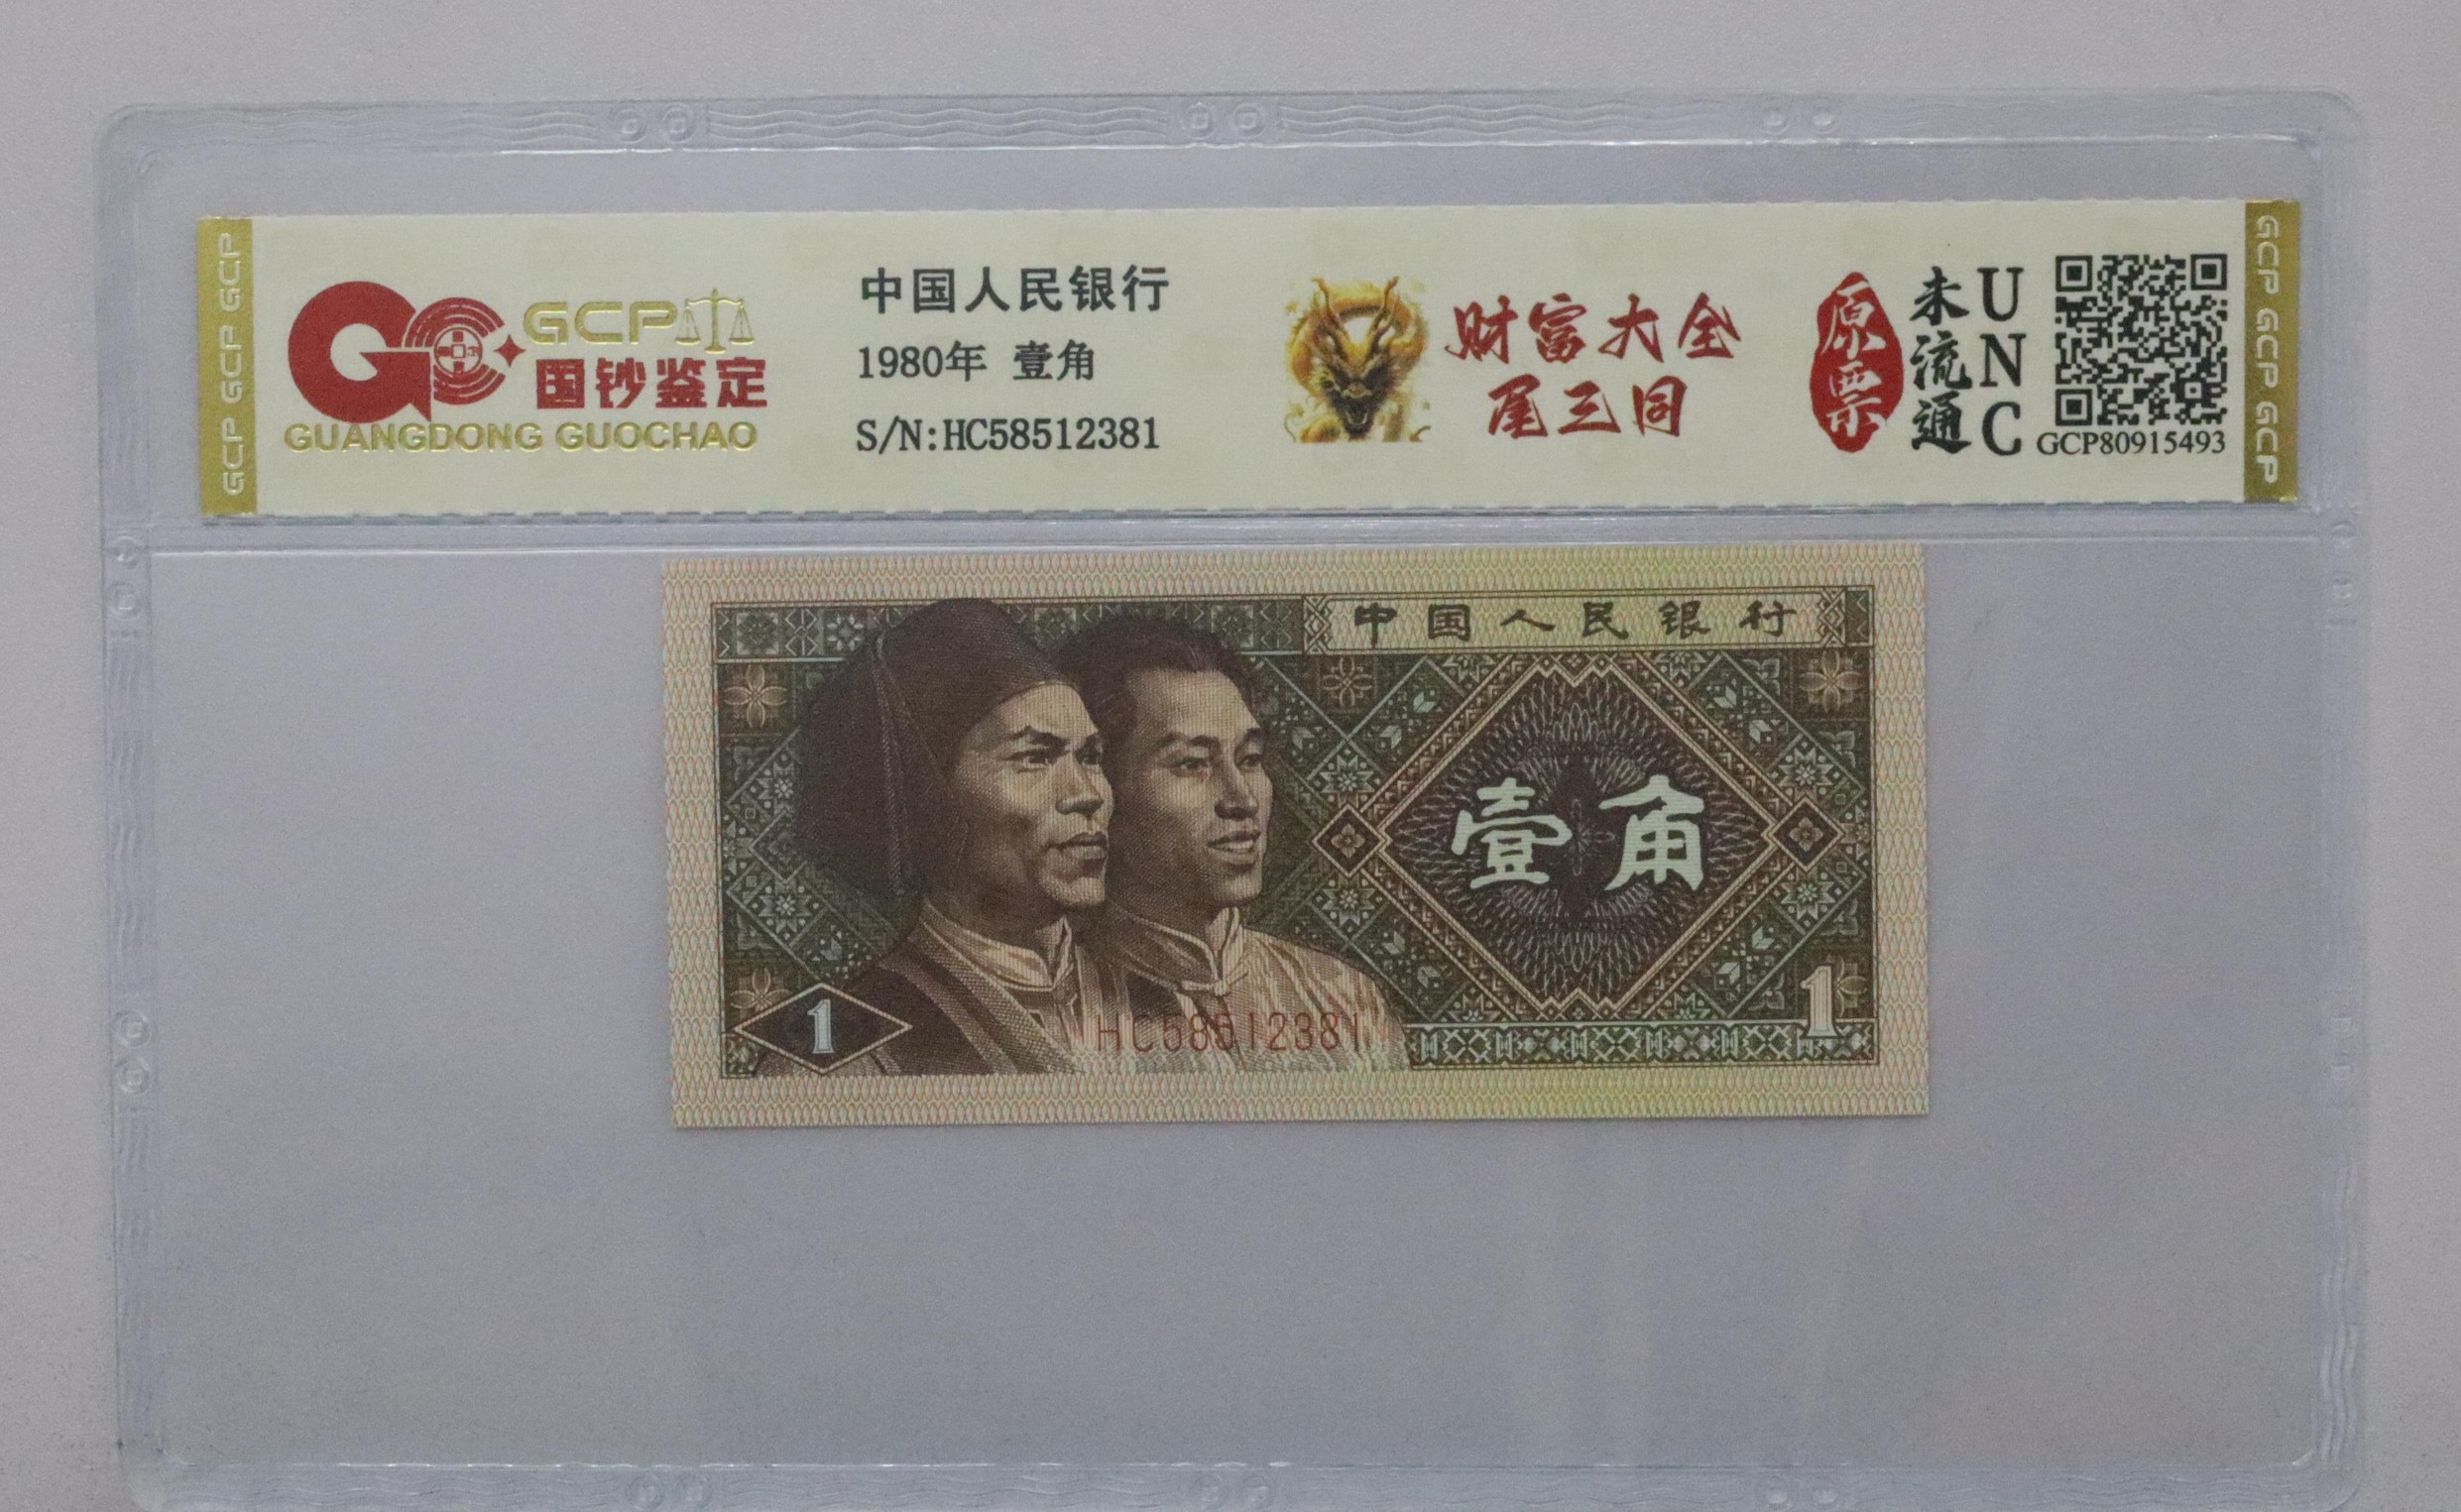 GCP GCP GCP
GCP
国钞鉴定
GUANGDONG GUOCHAO
中国人民银行
1980年 壹角
S/N:HC58512381
财富大全
尾三同
原票
未流通
UNC
GCP80915493
GCP GCP GCP
中国人民银行
壹角
1
HC58512381
1